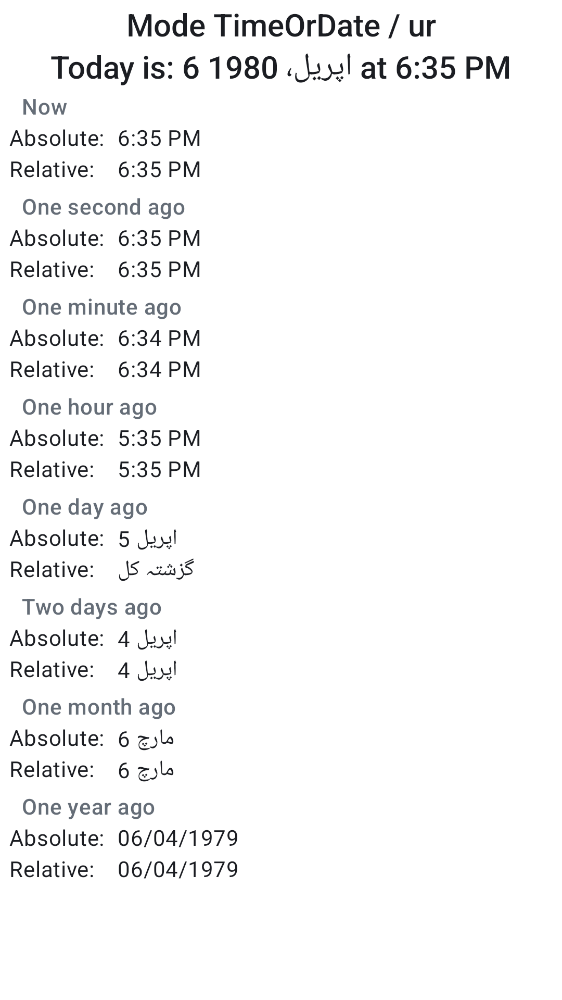 Mode TimeOrDate / ur
Today is: 6 اپریل، 1980 at 6:35 PM
Now
Absolute: 6:35 PM
Relative: 6:35 PM
One second ago
Absolute: 6:35 PM
Relative: 6:35 PM
One minute ago
Absolute: 6:34 PM
Relative: 6:34 PM
One hour ago
Absolute: 5:35 PM
Relative: 5:35 PM
One day ago
Absolute: 5 اپریل
Relative: گزشتہ کل
Two days ago
Absolute: 4 اپریل
Relative: 4 اپریل
One month ago
Absolute: 6 مارچ
Relative: 6 مارچ
One year ago
Absolute: 06/04/1979
Relative: 06/04/1979